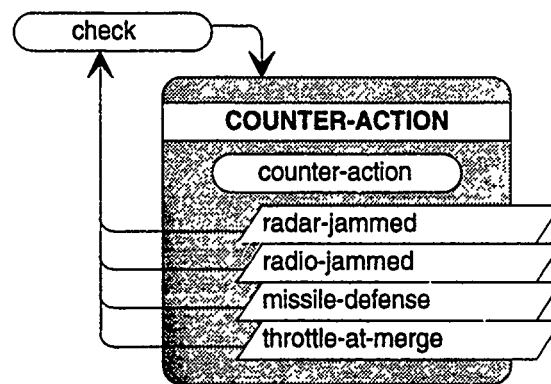 check
COUNTER-ACTION
counter-action
radar-jammed
radio-jammed
missile-defense
throttle-at-merge